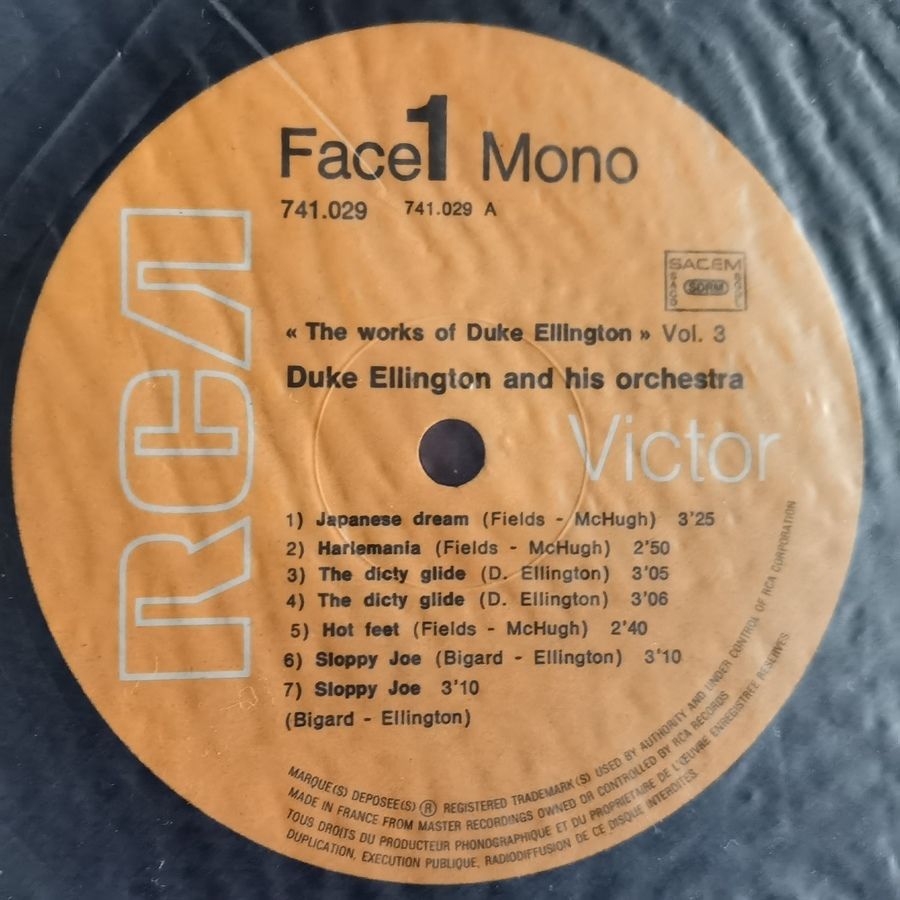 Face 1 Mono
741.029 741.029 A
RCA
SACEM
SACD SDRM SGDL
« The works of Duke Ellington » Vol. 3
Duke Ellington and his orchestra
Victor
1) Japanese dream (Fields - McHugh) 3'25
2) Harlemania (Fields - McHugh) 2'50
3) The dicty glide (D. Ellington) 3'05
4) The dicty glide (D. Ellington) 3'06
5) Hot feet (Fields - McHugh) 2'40
6) Sloppy Joe (Bigard - Ellington) 3'10
7) Sloppy Joe 3'10
(Bigard - Ellington)
MARQUE(S) DEPOSEE(S) ® REGISTERED TRADEMARK(S) USED BY AUTHORITY AND UNDER CONTROL OF RCA CORPORATION
MADE IN FRANCE FROM MASTER RECORDINGS OWNED OR CONTROLLED BY RCA RECORDS
TOUS DROITS DU PRODUCTEUR PHONOGRAPHIQUE ET DU PROPRIETAIRE DE L'ŒUVRE ENREGISTREE RESERVES
DUPLICATION, EXECUTION PUBLIQUE, RADIODIFFUSION DE CE DISQUE INTERDITES.